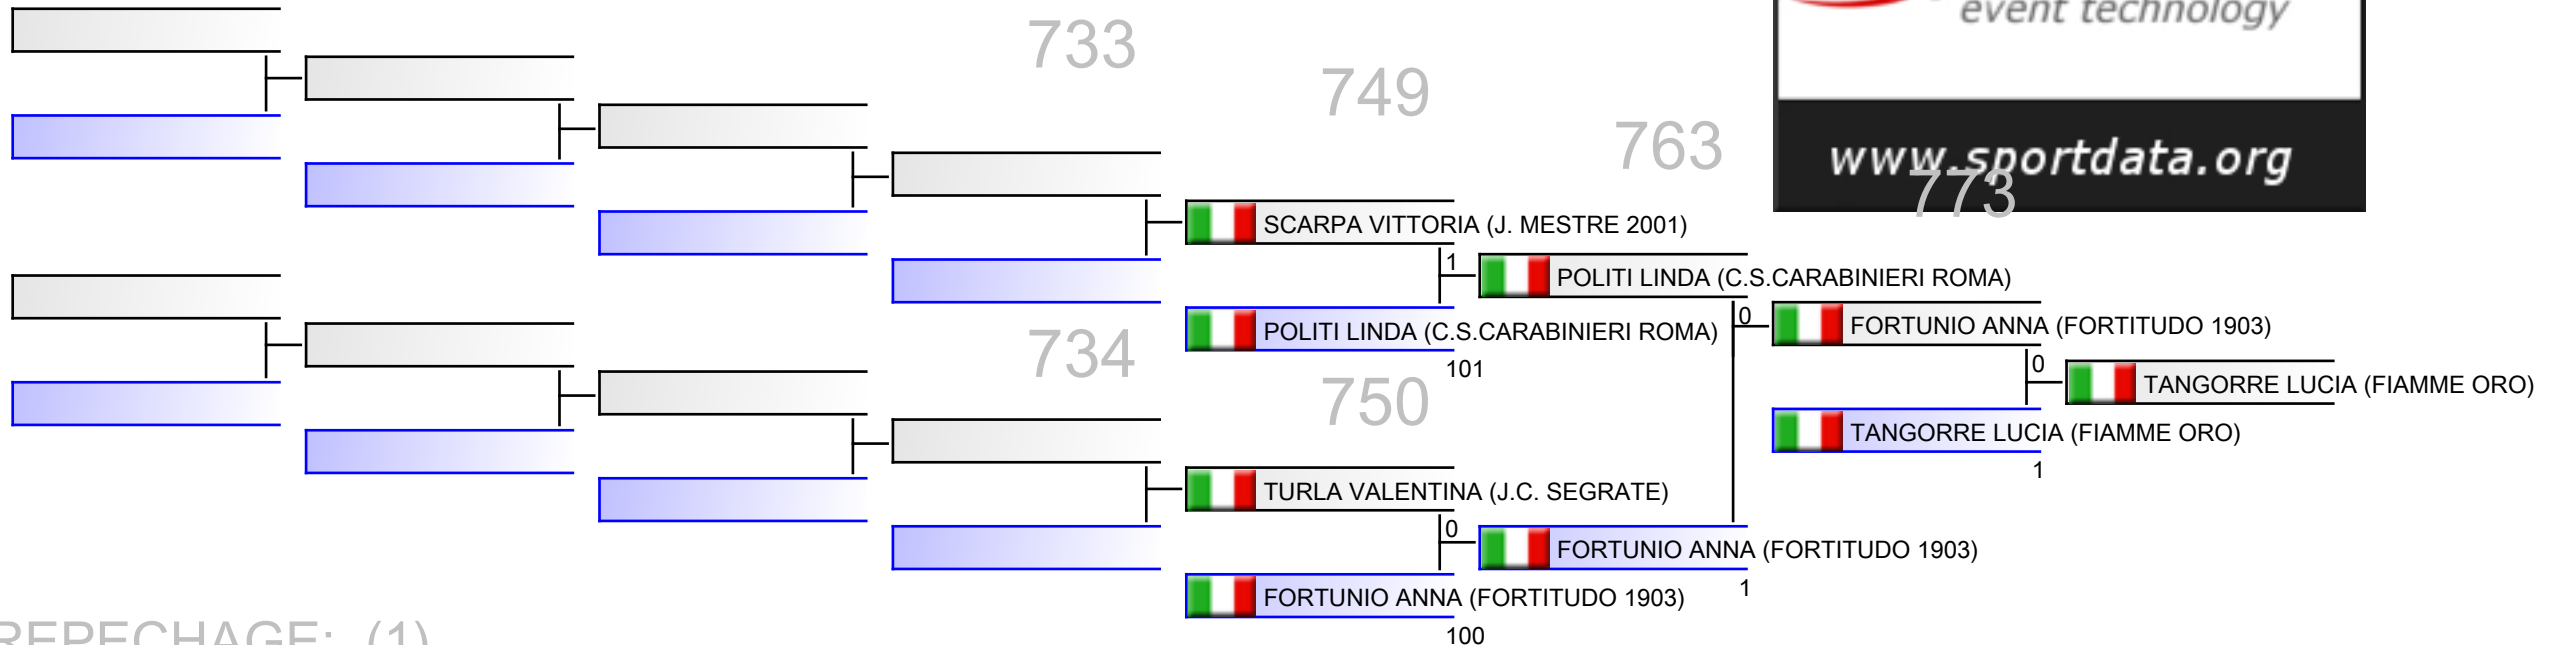 event technology
733
749
763
www.sportdata.org
773
SCARPA VITTORIA (J. MESTRE 2001)
1
POLITI LINDA (C.S.CARABINIERI ROMA)
POLITI LINDA (C.S.CARABINIERI ROMA)
0
FORTUNIO ANNA (FORTITUDO 1903)
734
101
0
TANGORRE LUCIA (FIAMME ORO)
750
TANGORRE LUCIA (FIAMME ORO)
1
TURLA VALENTINA (J.C. SEGRATE)
0
FORTUNIO ANNA (FORTITUDO 1903)
1
FORTUNIO ANNA (FORTITUDO 1903)
100
REPECHAGE: (1)